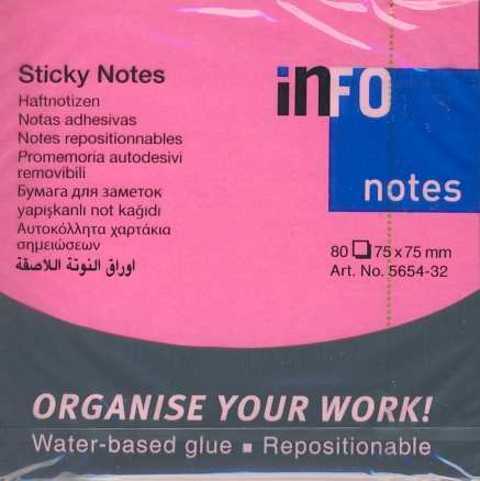 Sticky Notes
Haftnotizen
Notas adhesivas
Notes repositionnables
Promemoria autodesivi
removibili
Бумага для заметок
yapişkanlı not kağıdı
Αυτοκόλλητα χαρτάκια
σημειώσεων
اوراق النوتة اللاصقة
inFO
notes
80 75 x 75 mm
Art. No. 5654-32
ORGANISE YOUR WORK!
Water-based glue ■ Repositionable